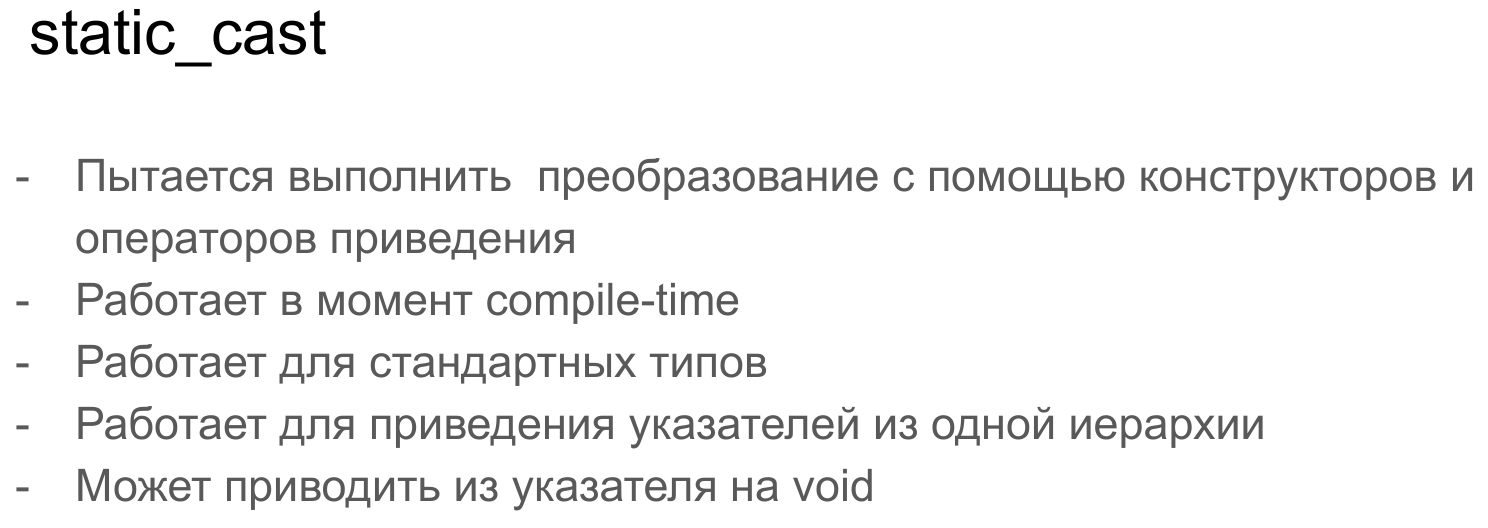 static_cast
- Пытается выполнить  преобразование с помощью конструкторов и
операторов приведения
- Работает в момент compile-time
- Работает для стандартных типов
- Работает для приведения указателей из одной иерархии
- Может приводить из указателя на void